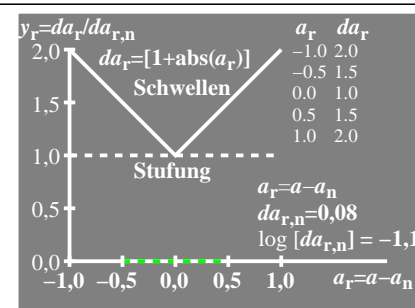 y_r=da_r/da_r,n
a_r da_r
2,0
da_r=[1+abs(a_r)]
−1.0 2.0
Schwellen
−0.5 1.5
0.0 1.0
1,5
0.5 1.5
1.0 2.0
1,0
Stufung
a_r=a−a_n
0,5
da_r,n=0,08
log [da_r,n] = −1,1
0,0
−1,0 −0,5 0,0 0,5 1,0 a_r=a−a_n